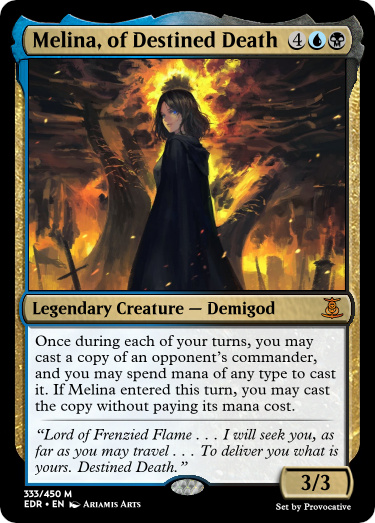 Melina, of Destined Death 4
Legendary Creature — Demigod
Once during each of your turns, you may
cast a copy of an opponent's commander,
and you may spend mana of any type to cast
it. If Melina entered this turn, you may cast
the copy without paying its mana cost.
"Lord of Frenzied Flame . . . I will seek you, as
far as you may travel . . . To deliver you what is
yours. Destined Death."
3/3
333/450 M
EDR • EN Ariamis Arts
Set by Provocative